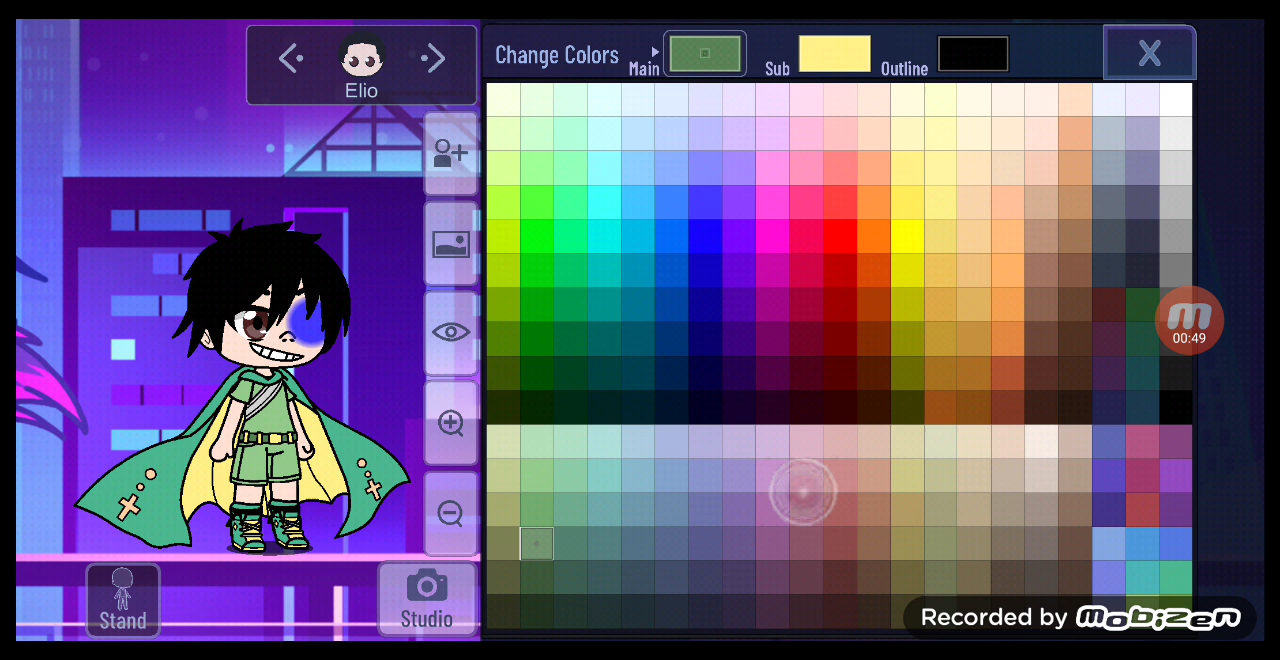 Elio
Change Colors
Main
Sub
Outline
X
00:49
Stand
Studio
Recorded by mobizen